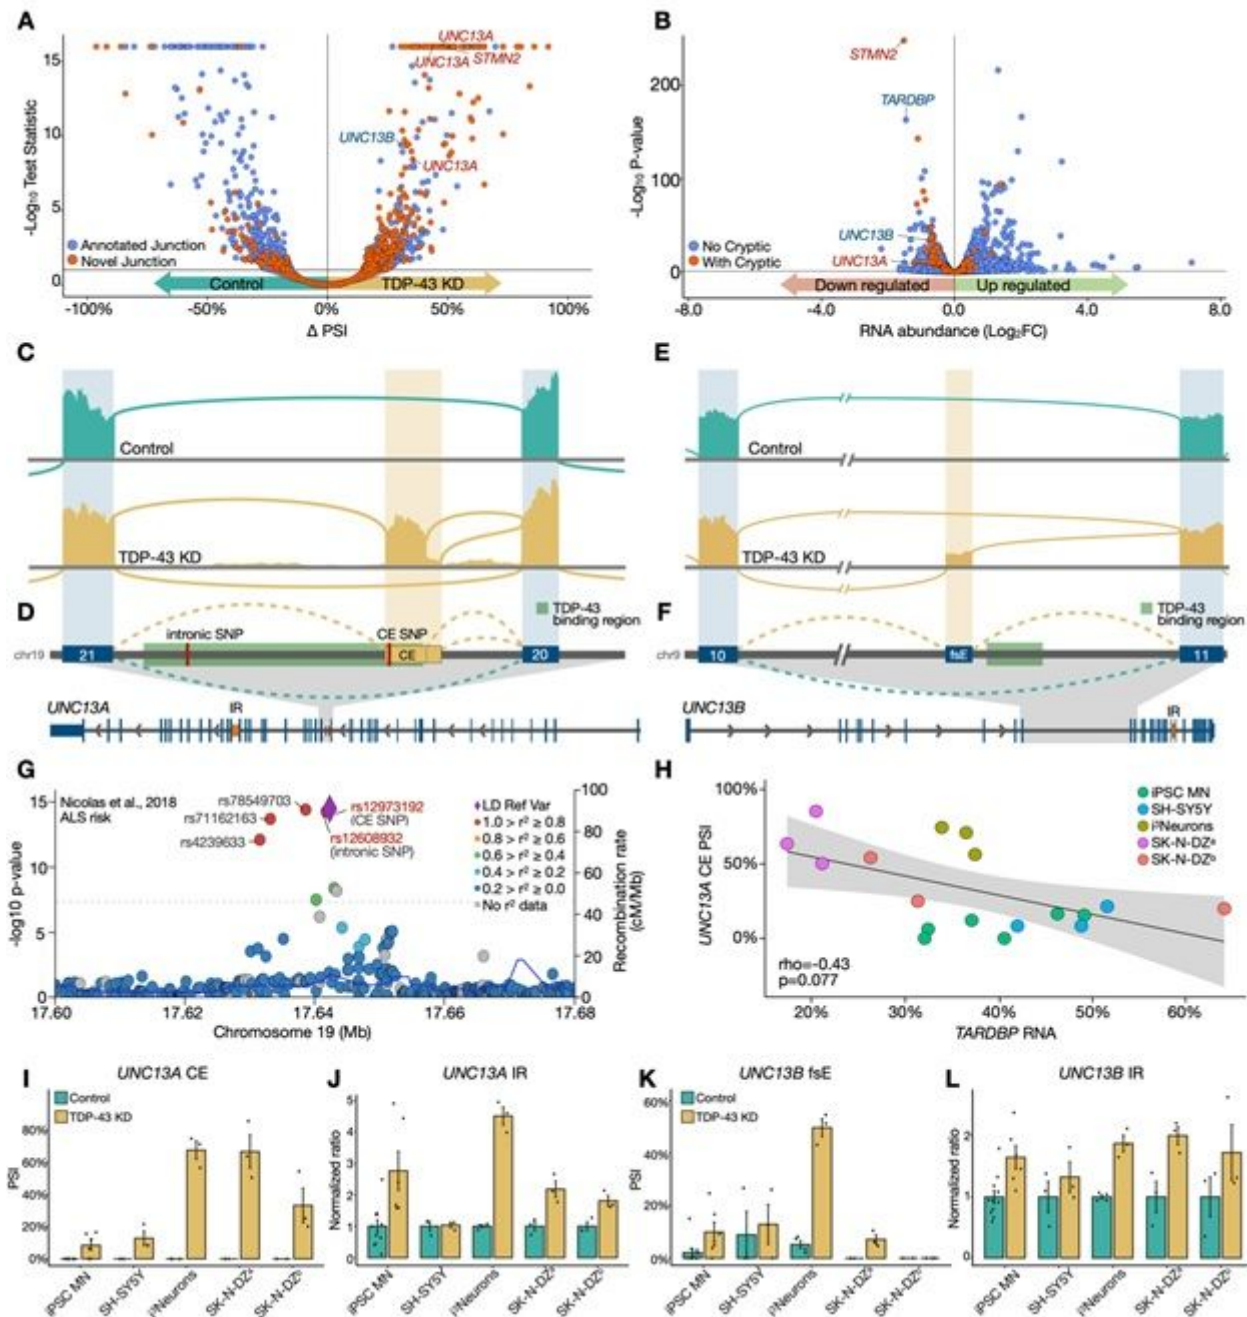 A
UNC13A
UNC13A
STMN2
UNC13B
UNC13A
-Log₁₀ Test Statistic
15
10
5
0
Annotated Junction
Novel Junction
Control
TDP-43 KD
-100%
-50%
0%
50%
100%
Δ PSI
B
STMN2
TARDBP
UNC13B
UNC13A
-Log₁₀ P-value
200
100
0
No Cryptic
With Cryptic
Down regulated
Up regulated
-8.0
-4.0
0.0
4.0
8.0
RNA abundance (Log₂FC)
C
Control
TDP-43 KD
E
Control
TDP-43 KD
D
TDP-43
binding region
intronic SNP
CE SNP
chr19
21
CE
20
UNC13A
IR
F
TDP-43
binding region
chr9
10
fsE
11
UNC13B
IR
G
Nicolas et al., 2018
ALS risk
rs78549703
rs71162163
rs4239633
rs12973192
(CE SNP)
rs12608932
(intronic SNP)
LD Ref Var
1.0 > r² ≥ 0.8
0.8 > r² ≥ 0.6
0.6 > r² ≥ 0.4
0.4 > r² ≥ 0.2
0.2 > r² ≥ 0.0
No r² data
-log10 p-value
15
10
5
0
Recombination rate
(cM/Mb)
100
80
60
40
20
0
17.60
17.62
17.64
17.66
17.68
Chromosome 19 (Mb)
H
UNC13A CE PSI
100%
50%
0%
iPSC MN
SH-SY5Y
i³Neurons
SK-N-DZᵃ
SK-N-DZᵇ
rho=-0.43
p=0.077
20%
30%
40%
50%
60%
TARDBP RNA
I
UNC13A CE
Control
TDP-43 KD
PSI
80%
60%
40%
20%
0%
iPSC MN
SH-SY5Y
i³Neurons
SK-N-DZᵃ
SK-N-DZᵇ
J
UNC13A IR
Normalized ratio
5
4
3
2
1
0
iPSC MN
SH-SY5Y
i³Neurons
SK-N-DZᵃ
SK-N-DZᵇ
K
UNC13B fsE
Control
TDP-43 KD
PSI
60%
40%
20%
0%
iPSC MN
SH-SY5Y
i³Neurons
SK-N-DZᵃ
SK-N-DZᵇ
L
UNC13B IR
Normalized ratio
2
1
0
iPSC MN
SH-SY5Y
i³Neurons
SK-N-DZᵃ
SK-N-DZᵇ